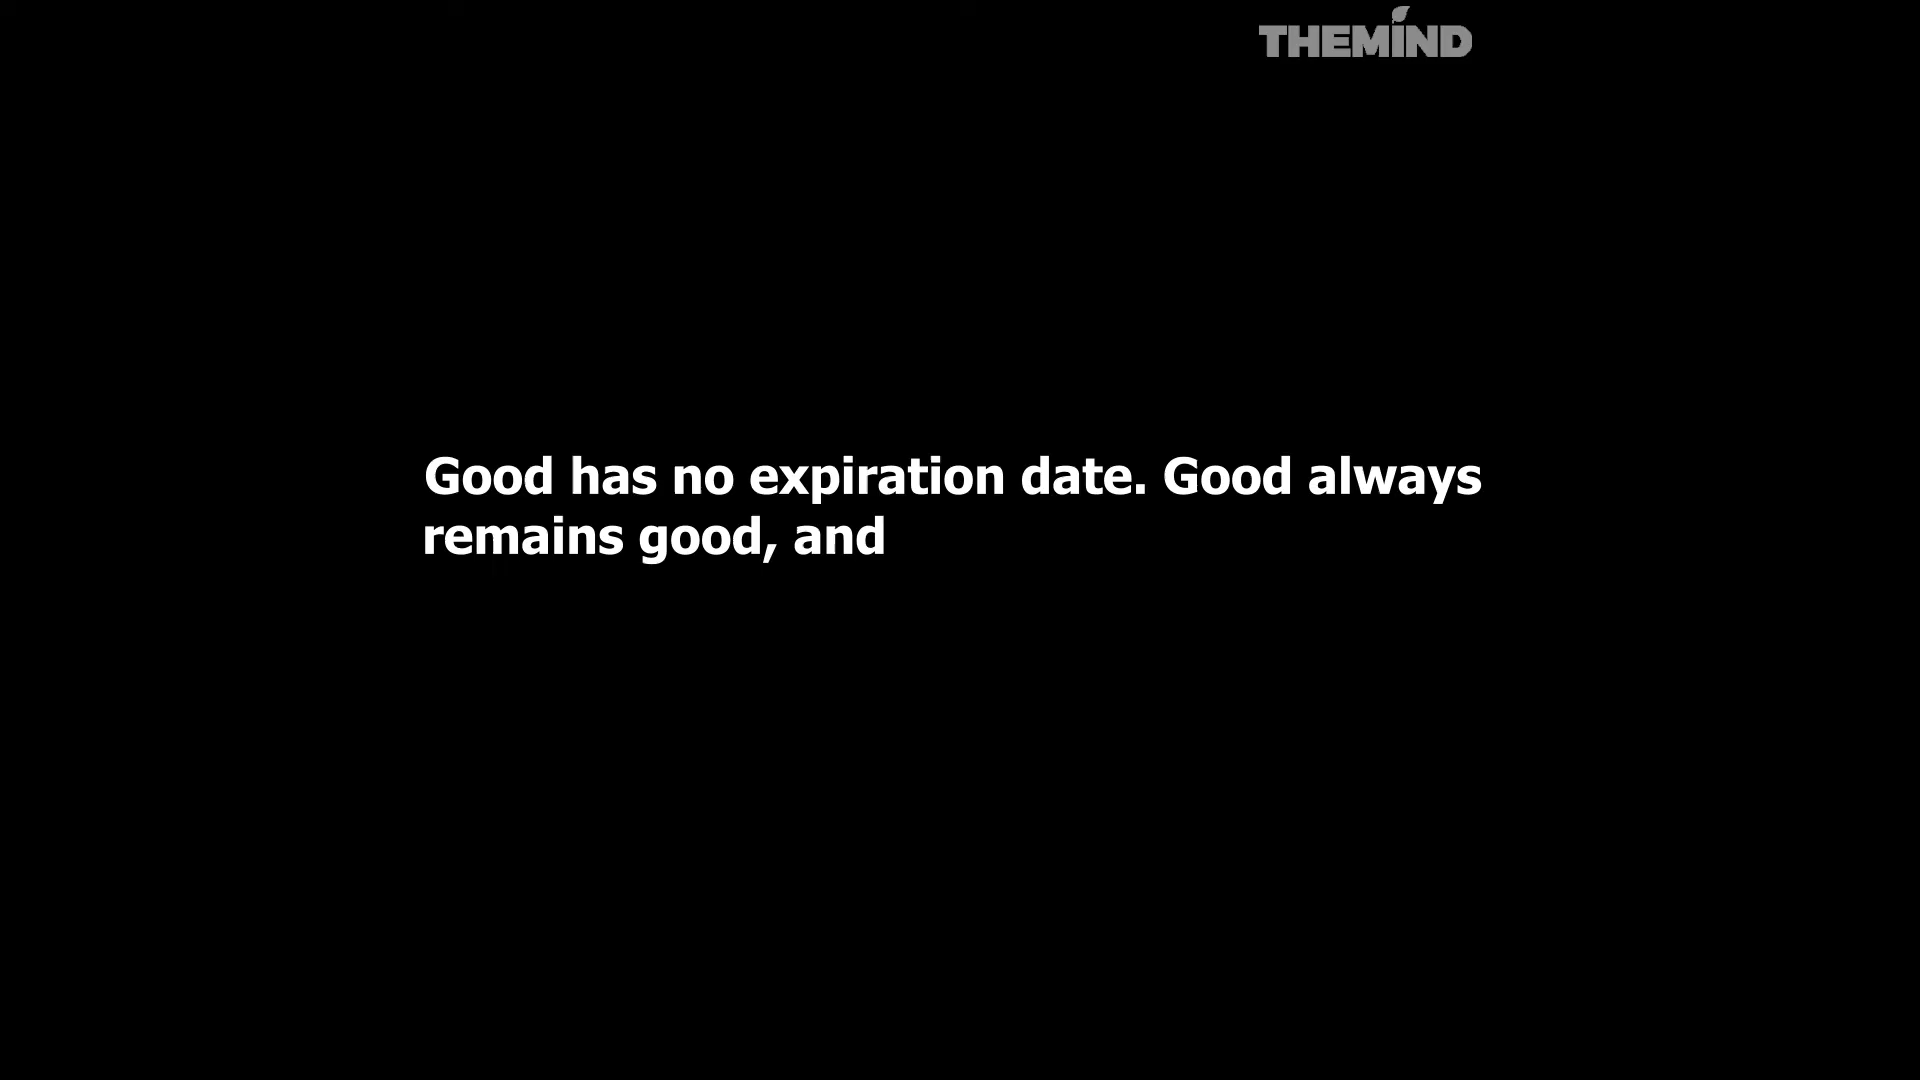 THEMIND
Good has no expiration date. Good always
remains good, and